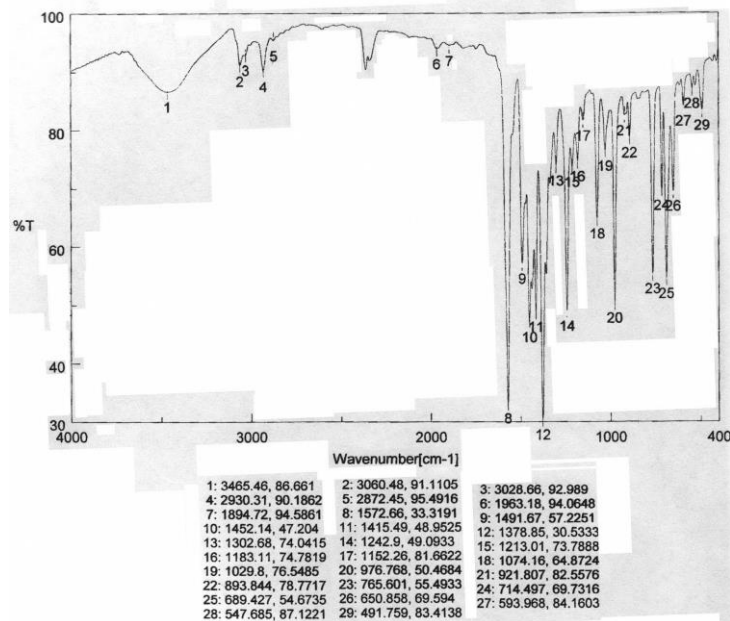 100
80
%T
60
40
30
1
2
3
4
5
6
7
8
9
10
11
13
14
15
16
17
18
19
20
21
22
23
24
25
26
27
28
29
4000 3000 2000 12 1000 400
Wavenumber[cm-1]
1: 3465.46, 86.661 2: 3060.48, 91.1105 3: 3028.66, 92.989
4: 2930.31, 90.1862 5: 2872.45, 95.4916 6: 1963.18, 94.0648
7: 1894.72, 94.5861 8: 1572.66, 33.3191 9: 1491.67, 57.2251
10: 1452.14, 47.204 11: 1415.49, 48.9525 12: 1378.85, 30.5333
13: 1302.68, 74.0415 14: 1242.9, 49.0933 15: 1213.01, 73.7888
16: 1183.11, 74.7819 17: 1152.26, 81.6622 18: 1074.16, 64.8724
19: 1029.8, 76.5485 20: 976.768, 50.4684 21: 921.807, 82.5576
22: 893.844, 78.7717 23: 765.601, 55.4933 24: 714.497, 69.7316
25: 689.427, 54.6735 26: 650.858, 69.594 27: 593.968, 84.1603
28: 547.685, 87.1221 29: 491.759, 83.4138